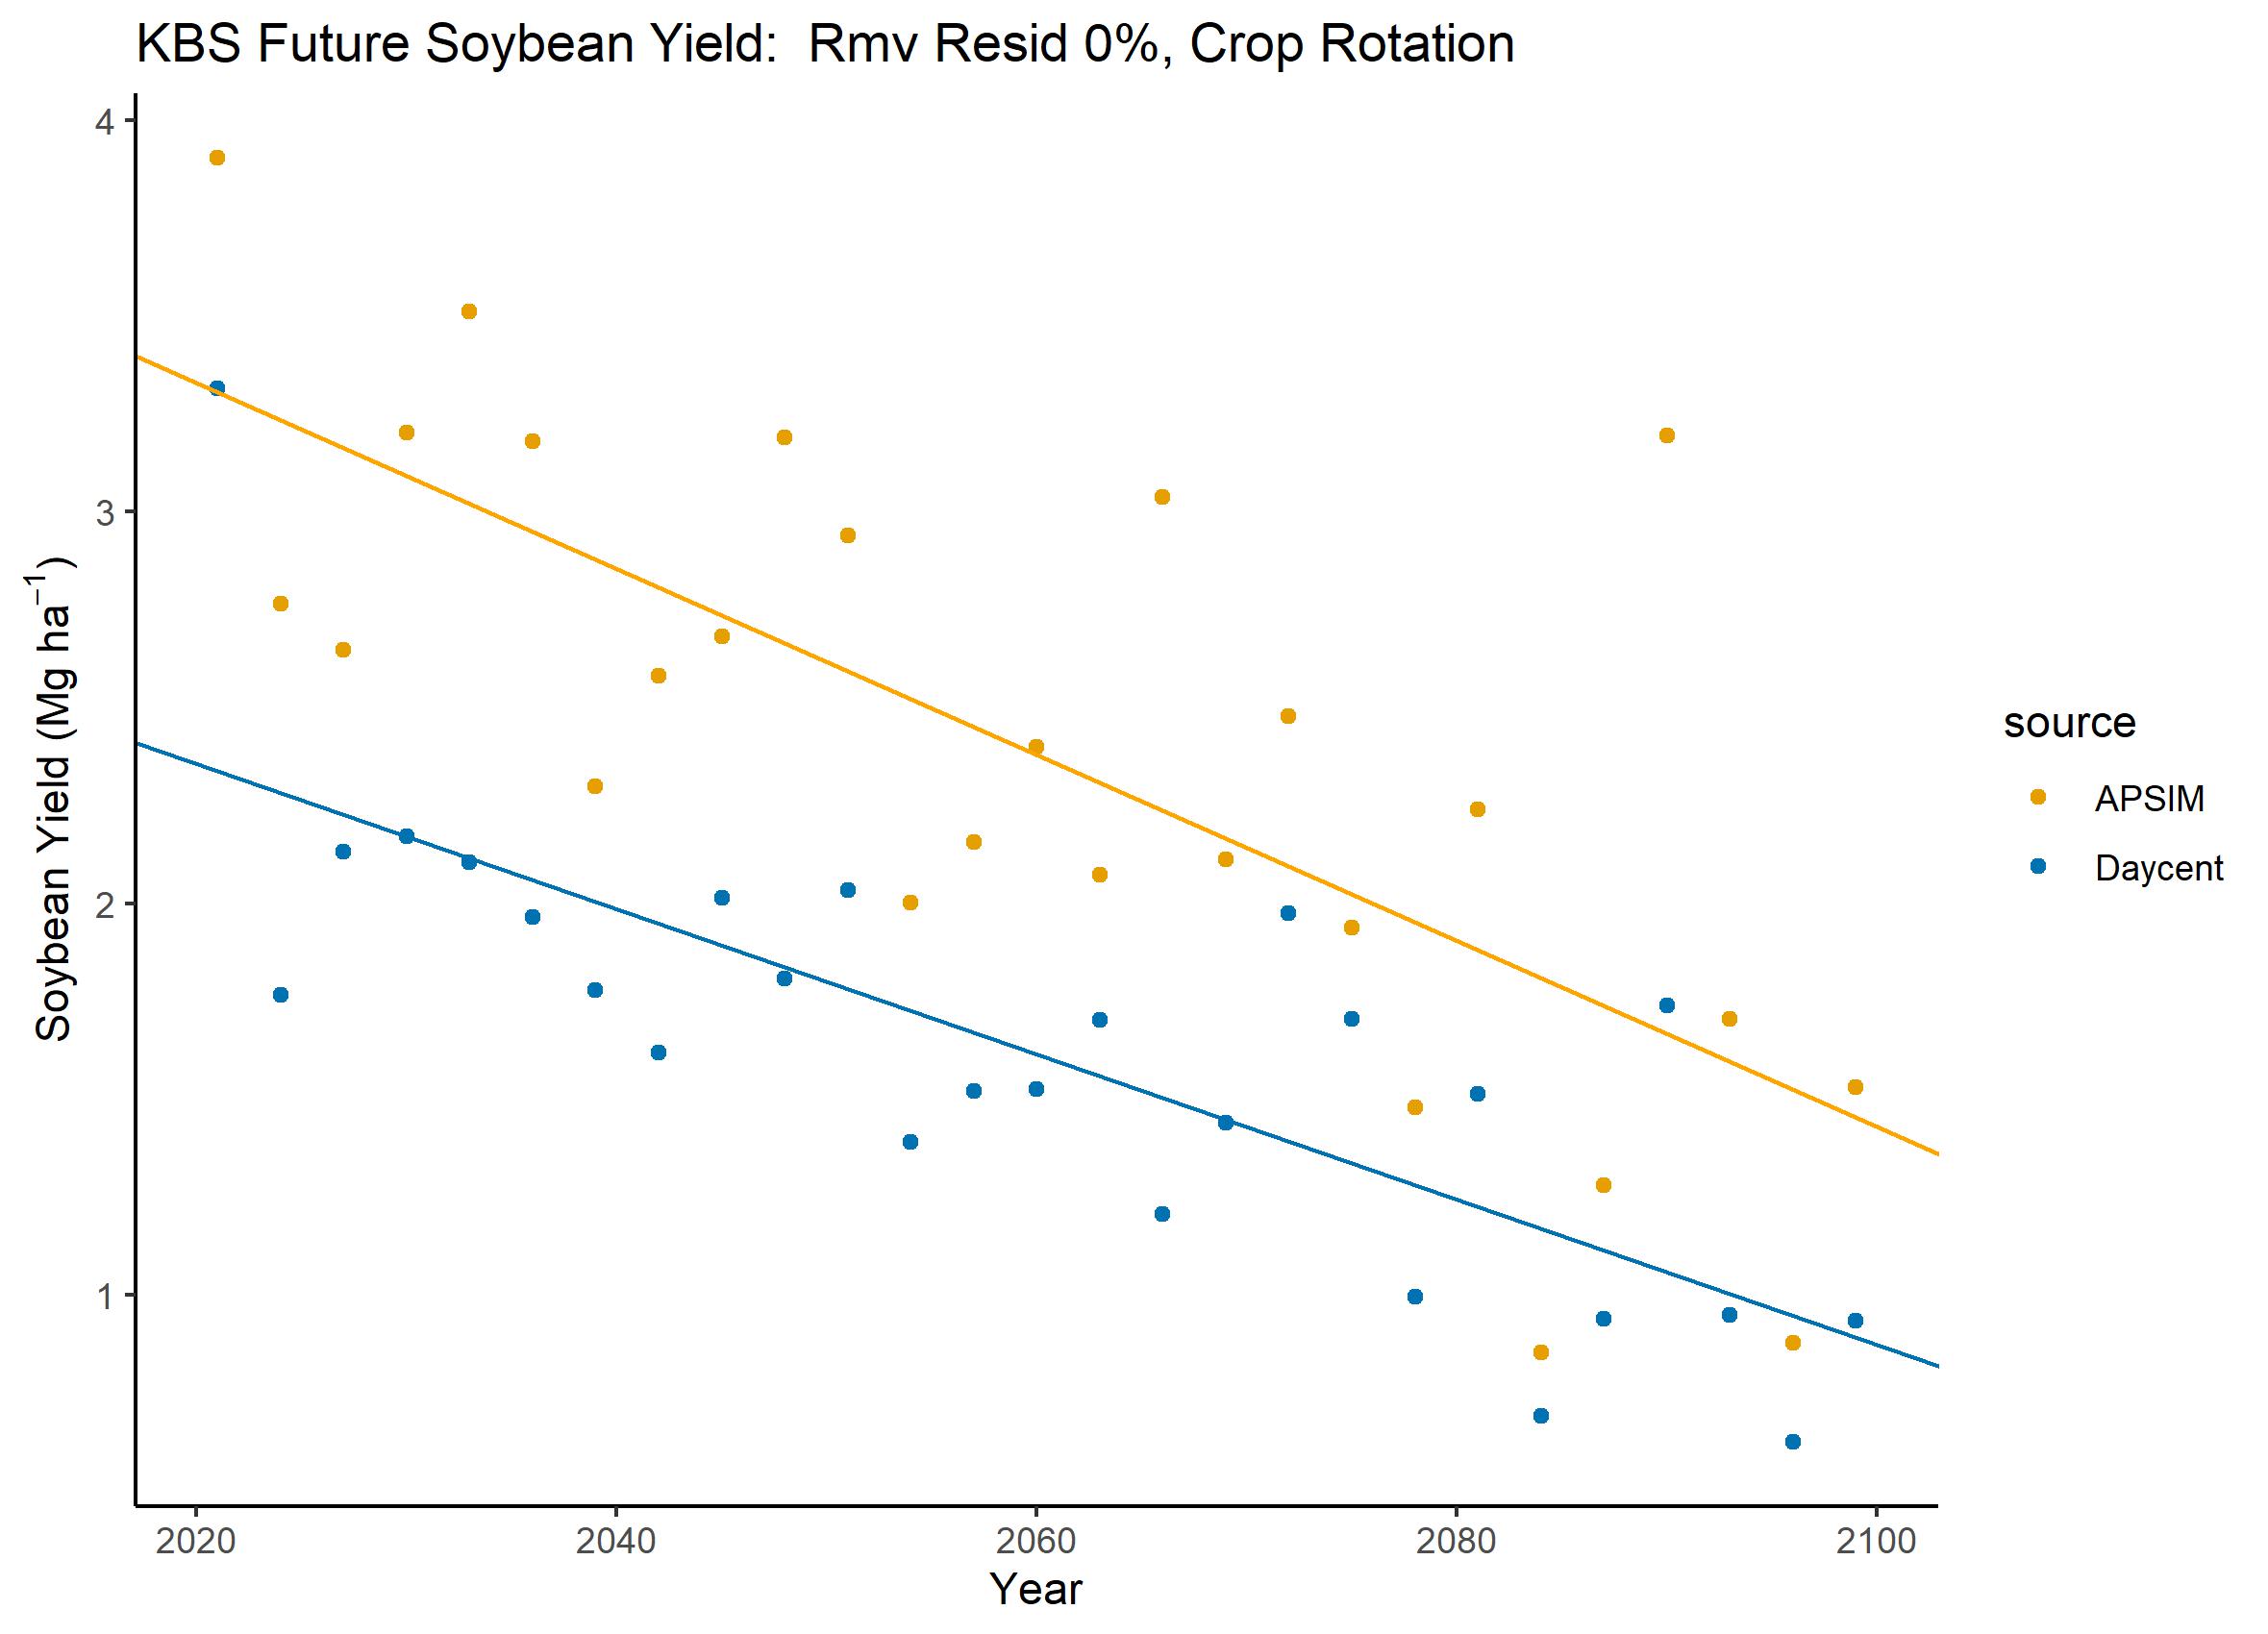 KBS Future Soybean Yield:  Rmv Resid 0%, Crop Rotation
Soybean Yield (Mg ha⁻¹)
4
3
2
1
2020 2040 2060 2080 2100
Year
source
APSIM
Daycent